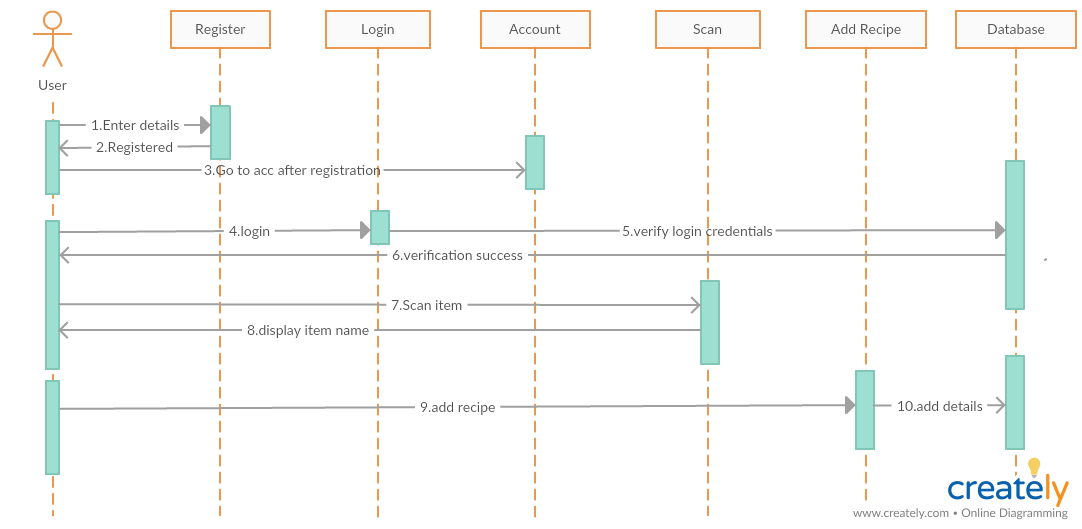 Register
Login
Account
Scan
Add Recipe
Database
User
1.Enter details
2.Registered
3.Go to acc after registration
4.login
5.verify login credentials
6.verification success
7.Scan item
8.display item name
9.add recipe
10.add details
creately
www.creately.com • Online Diagramming